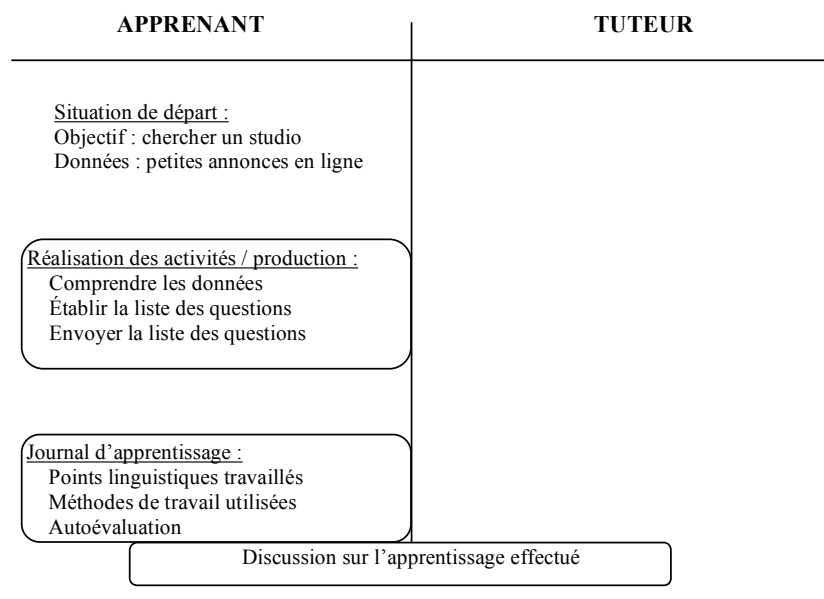 APPRENANT TUTEUR
Situation de départ :
Objectif : chercher un studio
Données : petites annonces en ligne
Réalisation des activités / production :
Comprendre les données
Établir la liste des questions
Envoyer la liste des questions
Journal d’apprentissage :
Points linguistiques travaillés
Méthodes de travail utilisées
Autoévaluation
Discussion sur l’apprentissage effectué